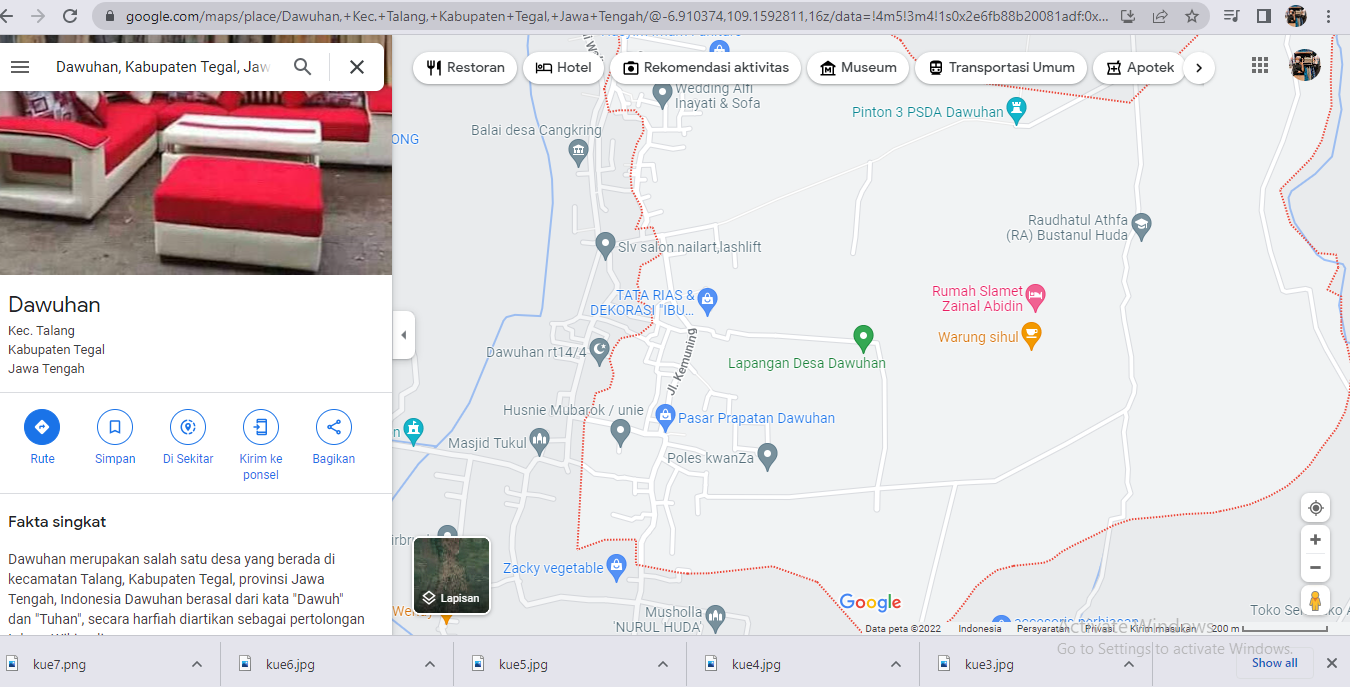 google.com/maps/place/Dawuhan,+Kec.+Talang,+Kabupaten+Tegal,+Jawa+Tengah/@-6.910374,109.1592811,16z/data=!4m5!3m4!1s0x2e6fb88b20081adf:0x...
Dawuhan, Kabupaten Tegal, Jaw
Restoran
Hotel
Rekomendasi aktivitas
Museum
Transportasi Umum
Apotek
Wedding Alfi
Inayati & Sofa
Pinton 3 PSDA Dawuhan
Balai desa Cangkring
ONG
Raudhatul Athfa
(RA) Bustanul Huda
Slv salon nailart,lashlift
TATA RIAS &
DEKORASI "IBU...
Rumah Slamet
Zainal Abidin
Warung sihul
Dawuhan rt14/4
Jl. Kemuning
Lapangan Desa Dawuhan
Husnie Mubarok / unie
Pasar Prapatan Dawuhan
Masjid Tukul
Poles kwanZa
Zacky vegetable
Musholla
'NURUL HUDA'
Dawuhan
Kec. Talang
Kabupaten Tegal
Jawa Tengah
Rute
Simpan
Di Sekitar
Kirim ke
ponsel
Bagikan
Fakta singkat
Dawuhan merupakan salah satu desa yang berada di
kecamatan Talang, Kabupaten Tegal, provinsi Jawa
Tengah, Indonesia Dawuhan berasal dari kata "Dawuh"
dan "Tuhan", secara harfiah diartikan sebagai pertolongan
Lapisan
Google
Toko
Data peta ©2022
Indonesia
Persyaratan
Privasi
Kirim masukan
200 m
Activate Windows
Go to Settings to activate Windows.
kue7.png
kue6.jpg
kue5.jpg
kue4.jpg
kue3.jpg
Show all